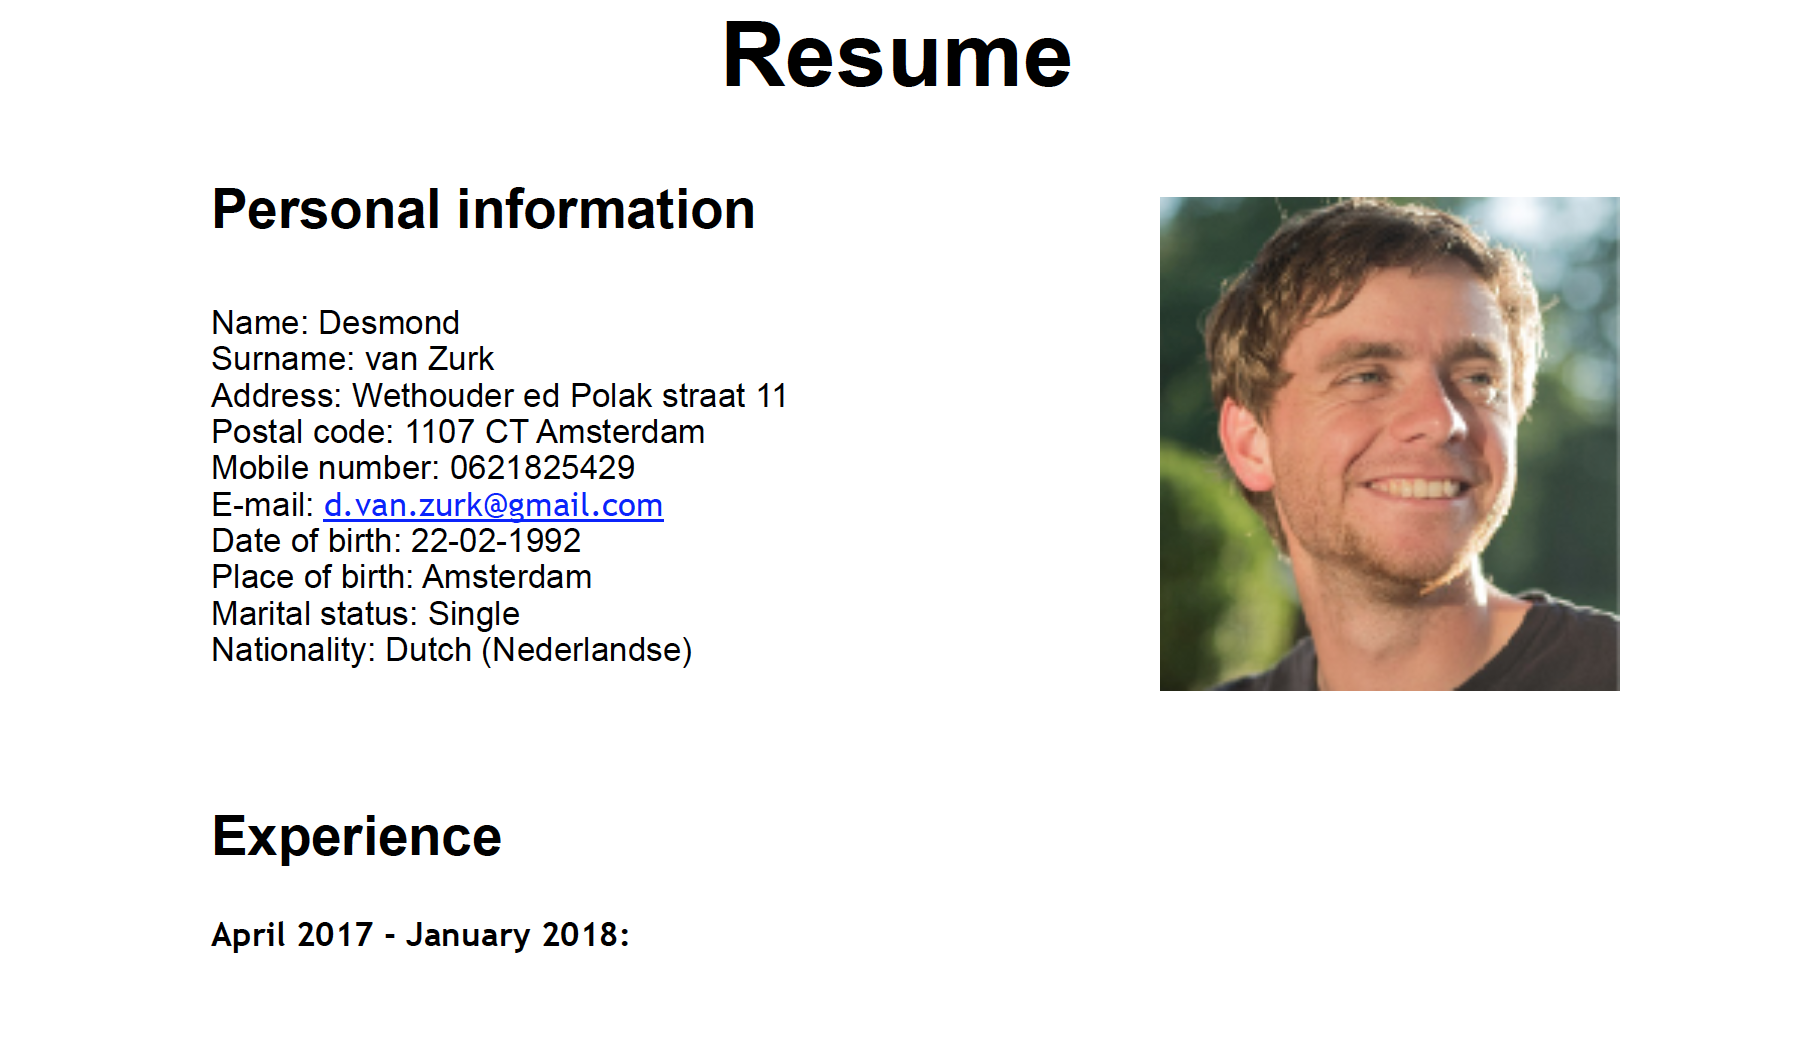 Resume
Personal information
Name: Desmond
Surname: van Zurk
Address: Wethouder ed Polak straat 11
Postal code: 1107 CT Amsterdam
Mobile number: 0621825429
E-mail: d.van.zurk@gmail.com
Date of birth: 22-02-1992
Place of birth: Amsterdam
Marital status: Single
Nationality: Dutch (Nederlandse)
Experience
April 2017 - January 2018: